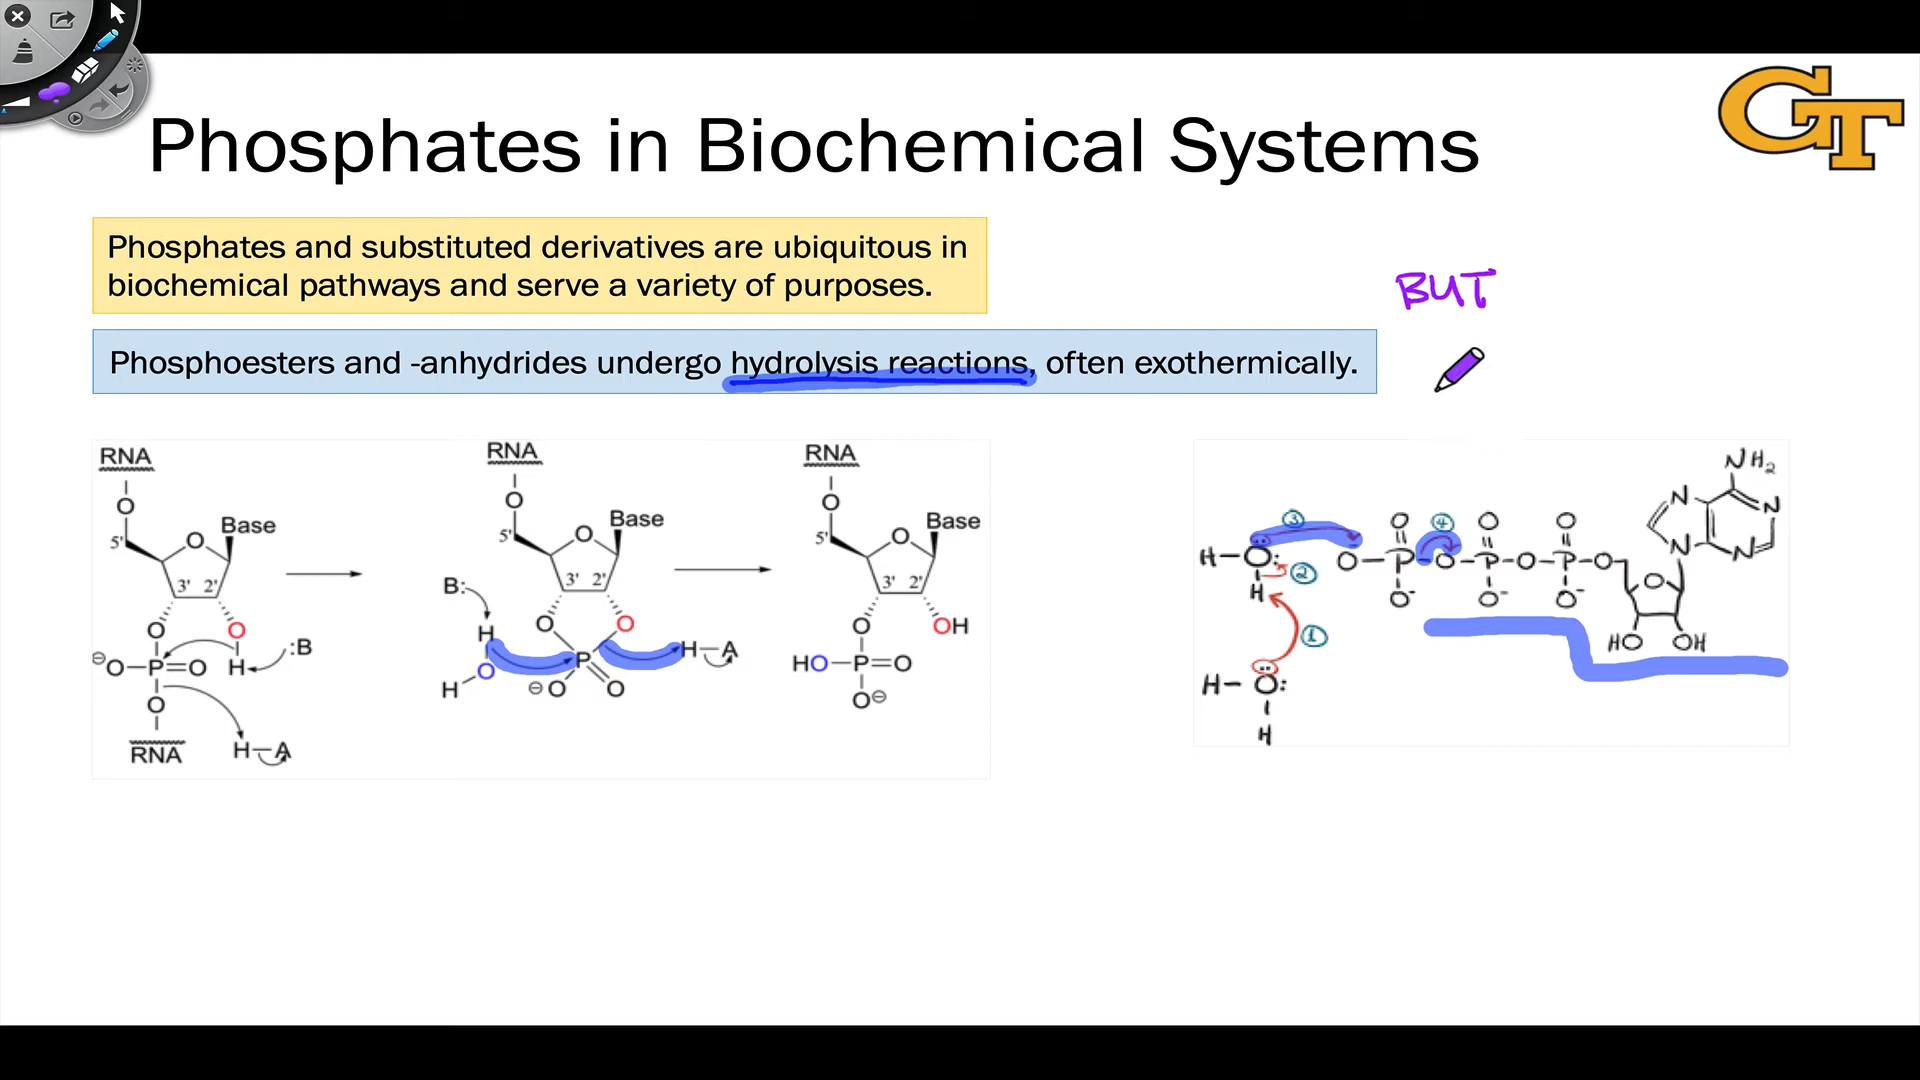 GT
Phosphates in Biochemical Systems
Phosphates and substituted derivatives are ubiquitous in
biochemical pathways and serve a variety of purposes.
BUT
Phosphoesters and -anhydrides undergo hydrolysis reactions, often exothermically.
RNA
O
5'
O
Base
3' 2'
O
O
H
:B
⊖O–P=O
O
RNA
H–A
RNA
O
5'
O
Base
3' 2'
B:
H
O
O
H–O
P
⊖O
O
H–A
RNA
O
5'
O
Base
3' 2'
O
OH
HO–P=O
O⊖
NH₂
N
N
N
N
③
④
O
O
O
H–O:
②
H
O–P–O–P–O–P–O
O⁻
O⁻
O⁻
O
HO
OH
①
H–O:
H